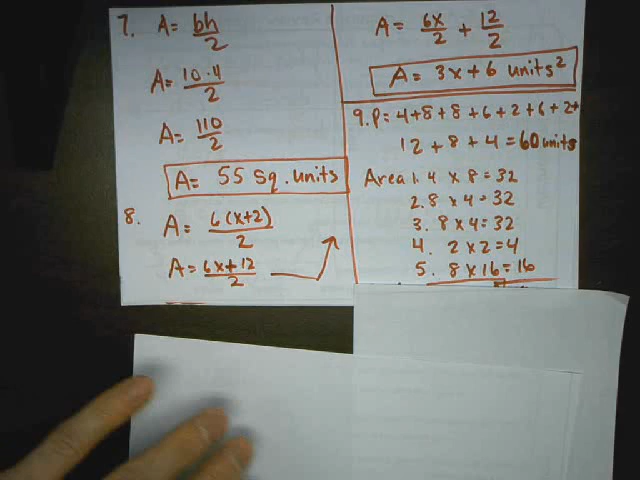 7. A = bh/2
A = 10·11/2
A = 110/2
A = 55 sq. units
8. A = 6(x+2)/2
A = 6x+12/2
A = 6x/2 + 12/2
A = 3x+6 units²
9. P = 4+8+8+6+2+6+2+
12+8+4=60units
Area 1. 4 x 8=32
2. 8 x 4=32
3. 8 x 4=32
4. 2 x 2=4
5. 8 x 16=16